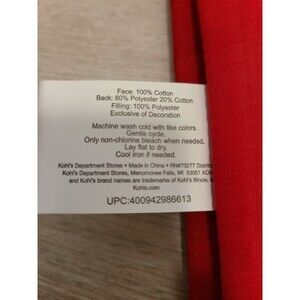 Face: 100% Cotton
Back: 80% Polyester 20% Cotton
Filling: 100% Polyester
Exclusive of Decoration
Machine wash cold with like colors.
Gentle cycle.
Only non-chlorine bleach when needed.
Lay flat to dry.
Cool iron if needed.
Kohl's Department Stores • Made in China • RN#73277 Distri
Kohl's Department Stores, Menomonee Falls, WI 53051 KOH
and Kohl's brand names are trademarks of Kohl's Illinois,
Kohls.com
UPC:400942986613